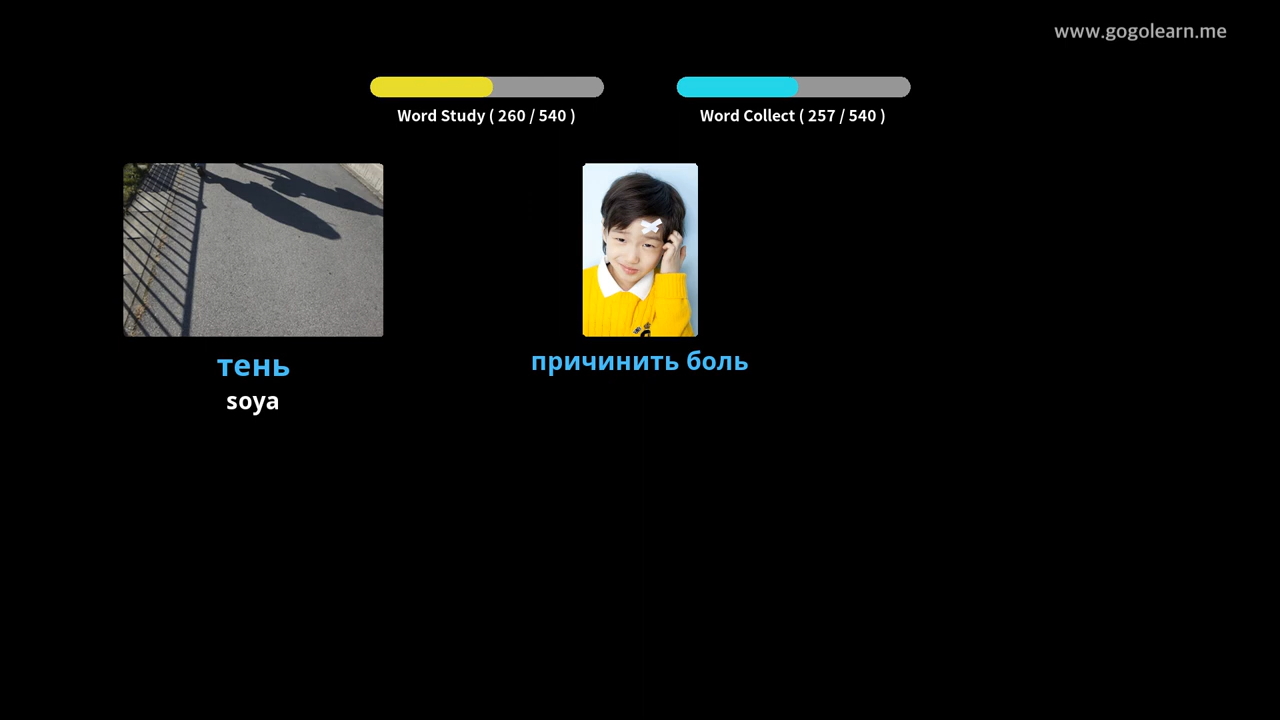 www.gogolearn.me
Word Study ( 260 / 540 )
Word Collect ( 257 / 540 )
тень
soya
причинить боль